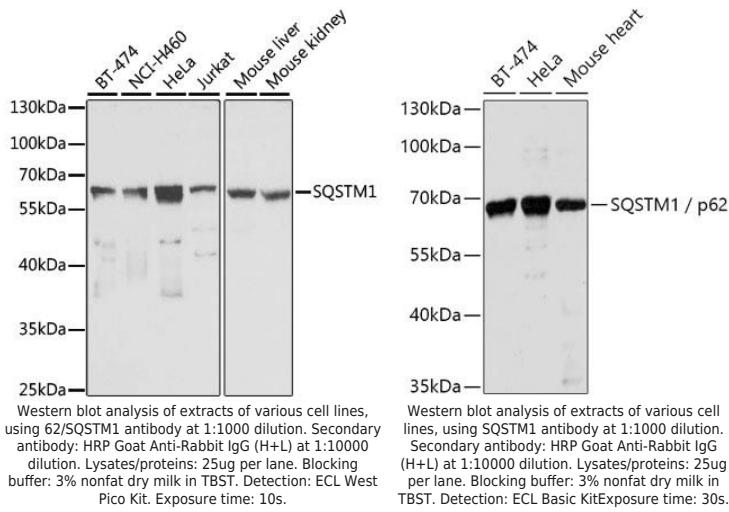 BT-474 NCI-H460 HeLa Jurkat Mouse liver Mouse kidney
130kDa
100kDa
70kDa
55kDa
40kDa
35kDa
25kDa
SQSTM1
Western blot analysis of extracts of various cell lines,
using 62/SQSTM1 antibody at 1:1000 dilution. Secondary
antibody: HRP Goat Anti-Rabbit IgG (H+L) at 1:10000
dilution. Lysates/proteins: 25ug per lane. Blocking
buffer: 3% nonfat dry milk in TBST. Detection: ECL West
Pico Kit. Exposure time: 10s.
BT-474 HeLa Mouse heart
130kDa
100kDa
70kDa
55kDa
40kDa
35kDa
SQSTM1 / p62
Western blot analysis of extracts of various cell
lines, using SQSTM1 antibody at 1:1000 dilution.
Secondary antibody: HRP Goat Anti-Rabbit IgG
(H+L) at 1:10000 dilution. Lysates/proteins: 25ug
per lane. Blocking buffer: 3% nonfat dry milk in
TBST. Detection: ECL Basic KitExposure time: 30s.